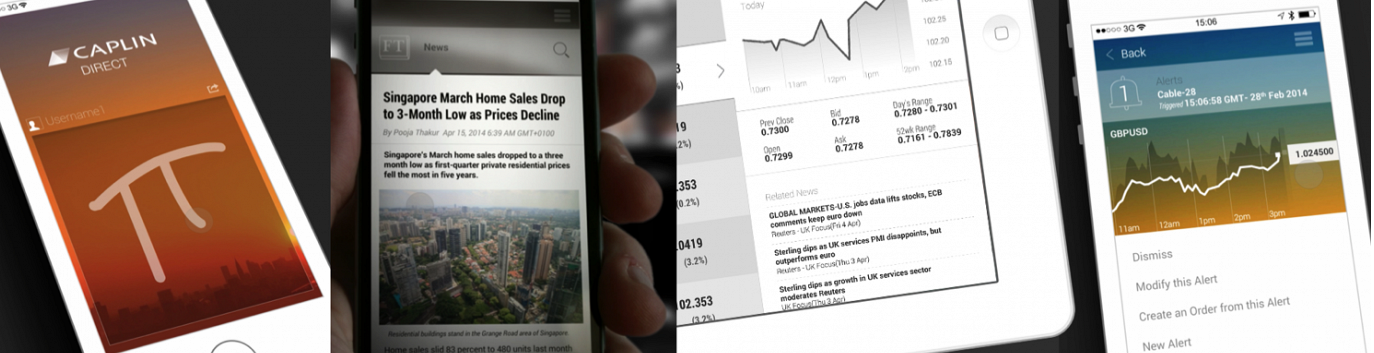 3G
CAPLIN
DIRECT
Username1
FT
News
Singapore March Home Sales Drop
to 3-Month Low as Prices Decline
By Pooja Thakur Apr 15, 2014 6:39 AM GMT+0100
Singapore's March home sales dropped to a three
month low as first-quarter private residential prices
fell the most in five years.
Residential buildings stand in the Orange Road area of Singapore.
Home sales slid 83 percent to 480 units last month
Today
102.25
102.20
102.15
10am
11am
12pm
1pm
2pm
Prev Close
0.7300
Bid
0.7278
Day's Range
0.7280 - 0.7301
Open
0.7299
Ask
0.7278
52wk Range
0.7161 - 0.7839
Related News
GLOBAL MARKETS-U.S. jobs data lifts stocks, ECB
comments keep euro down
Reuters - UK Focus(Fri 4 Apr)
Sterling dips as UK services PMI disappoints, but
outperforms euro
Reuters - UK Focus(Thu 3 Apr)
Sterling dips as growth in UK services sector
moderates Reuters
UK Focus(Thu 3 Apr)
3
%)
19
%)
.353
(0.2%)
.0419
(3.2%)
02.353
(3.2%)
3G
15:06
Back
1
Alerts
Cable-28
Triggered 15:06:58 GMT- 28th Feb 2014
GBPUSD
1.024500
11am
12am
1pm
2pm
3pm
Dismiss
Modify this Alert
Create an Order from this Alert
New Alert